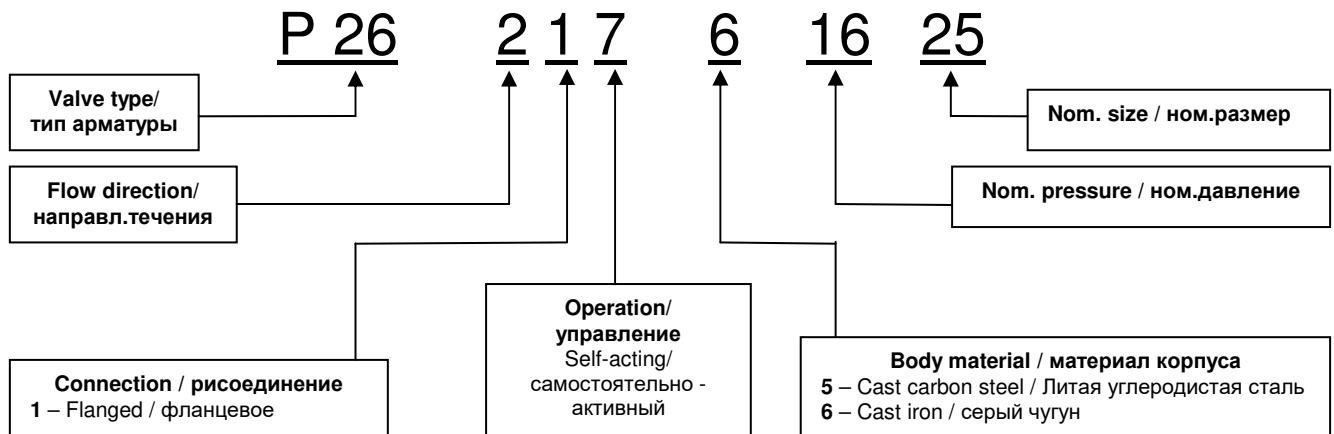 P 26 2 1 7 6 16 25
Valve type/
тип арматуры
Nom. size / ном.размер
Flow direction/
направл.течения
Nom. pressure / ном.давление
Operation/
управление
Self-acting/
самостоятельно -
активный
Connection / рисоединение
1 – Flanged / фланцевое
Body material / материал корпуса
5 – Cast carbon steel / Литая углеродистая сталь
6 – Cast iron / серый чугун